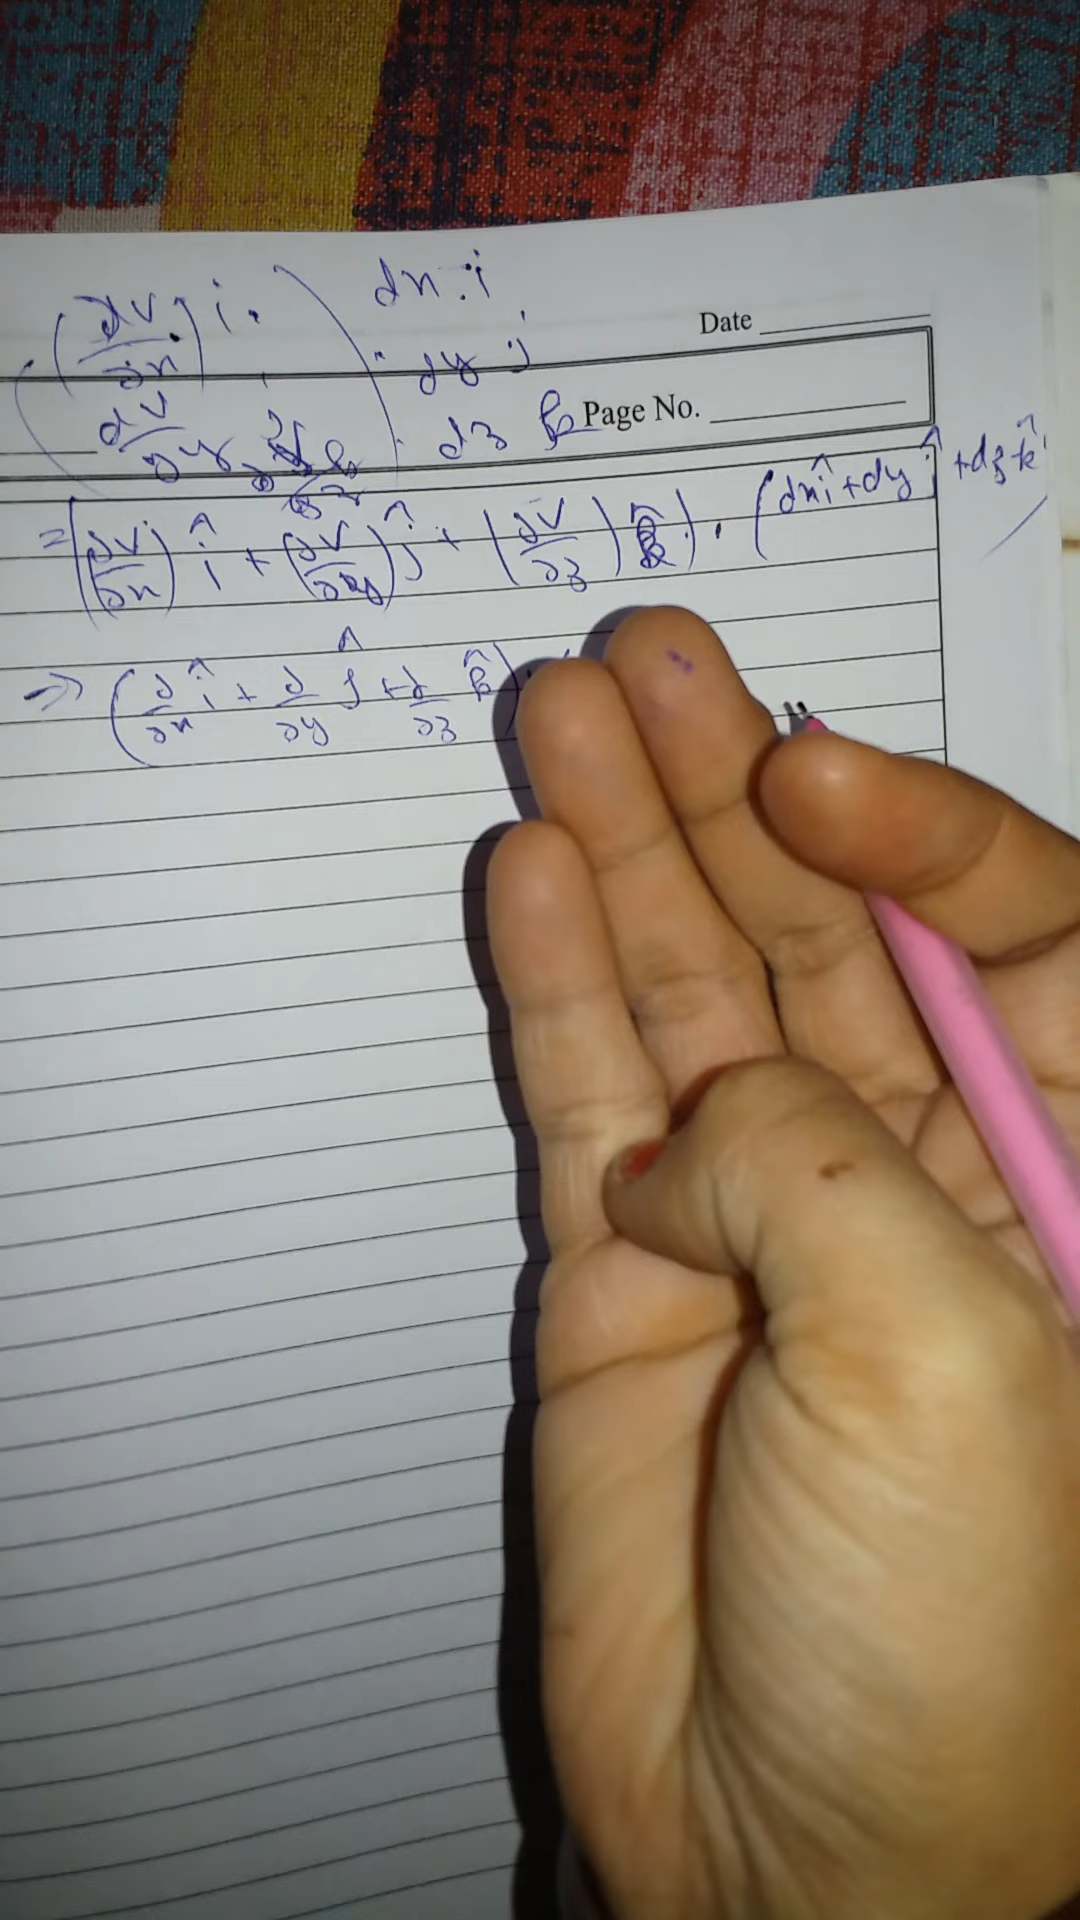 (∂V/∂x) i . dx . i
Date
. dy j
∂V/∂y dz k Page No.
= ((∂V/∂x) î + (∂V/∂y) ĵ + (∂V/∂z) k̂) . (dx î + dy ĵ + dz k̂)
⇒ (∂/∂x î + ∂/∂y ĵ + ∂/∂z k̂) .